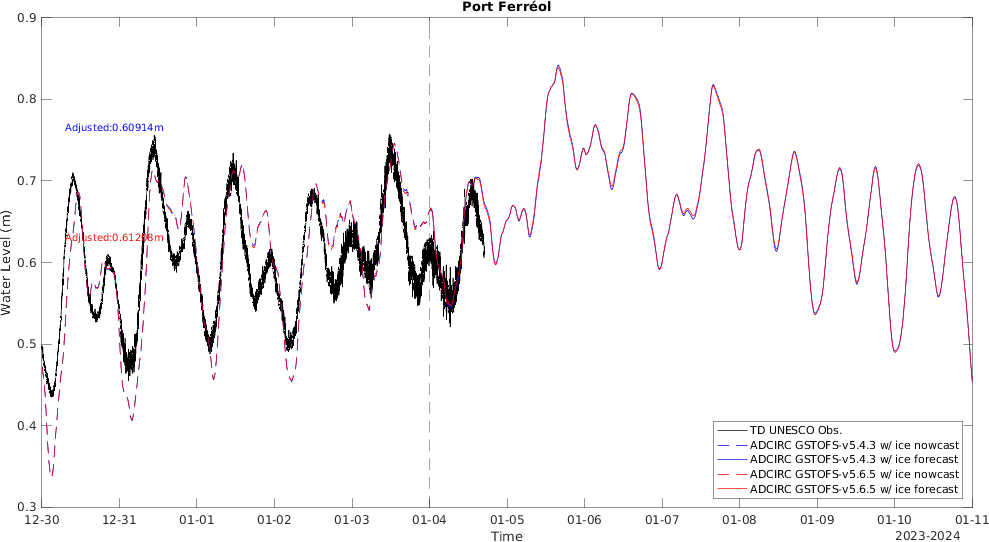 Port Ferréol
0.9
0.8
0.7
0.6
0.5
0.4
0.3
Water Level (m)
Adjusted:0.60914m
12-30
12-31
01-01
01-02
01-03
01-04
01-05
01-06
01-07
01-08
01-09
01-10
01-11
Time
2023-2024
TD UNESCO Obs.
ADCIRC GSTOFS-v5.4.3 w/ ice nowcast
ADCIRC GSTOFS-v5.4.3 w/ ice forecast
ADCIRC GSTOFS-v5.6.5 w/ ice nowcast
ADCIRC GSTOFS-v5.6.5 w/ ice forecast